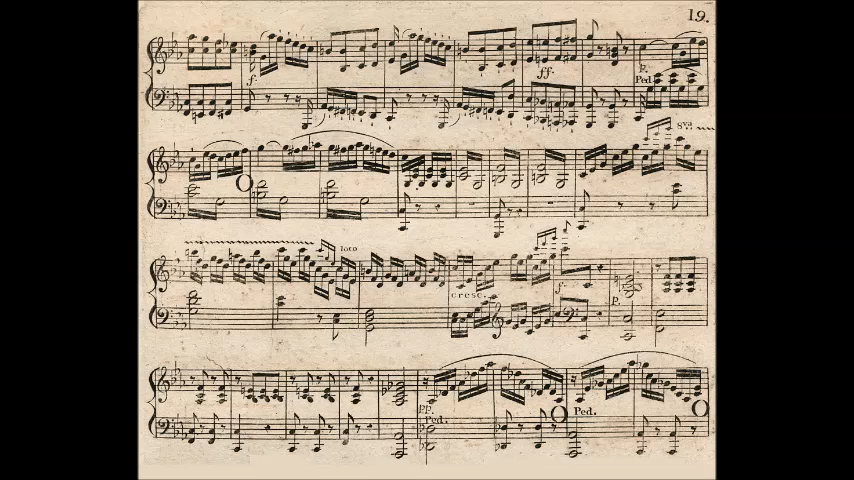 19.
f.
ff.
p.
Ped.
8va
loco
cresc.
f.
p.
pp.
Ped.
Ped.